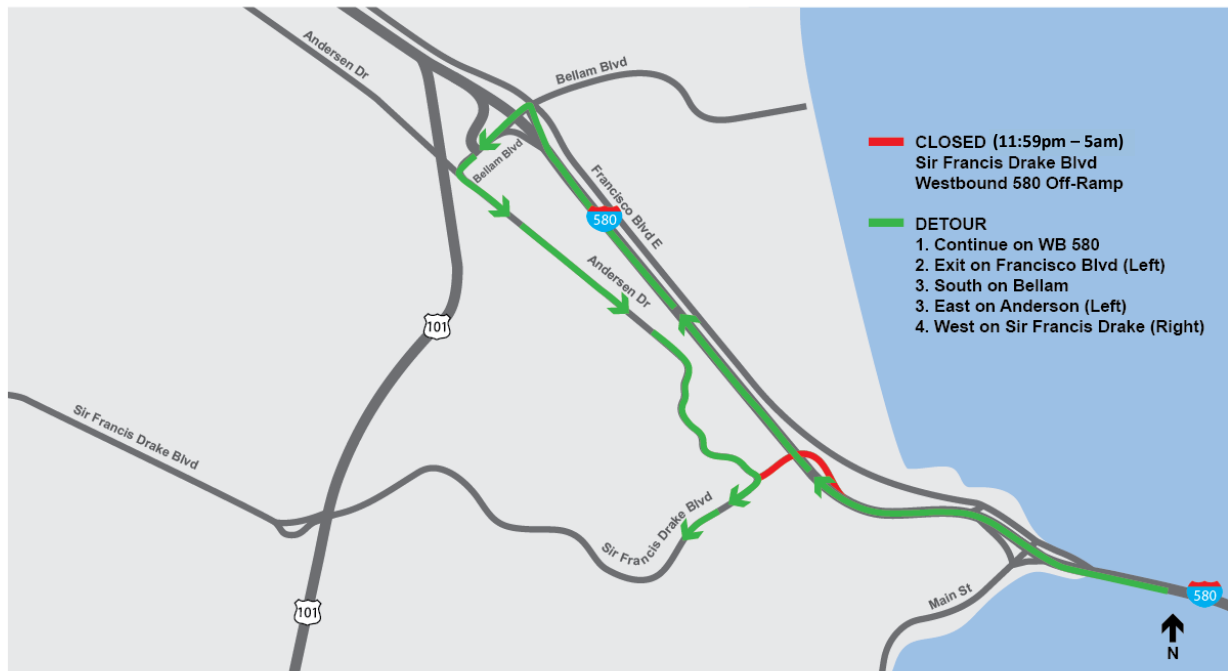 Andersen Dr
Bellam Blvd
Bellam Blvd
Francisco Blvd E
580
Andersen Dr
101
Sir Francis Drake Blvd
Sir Francis Drake Blvd
Main St
101
580
N
CLOSED (11:59pm – 5am)
Sir Francis Drake Blvd
Westbound 580 Off-Ramp
DETOUR
1. Continue on WB 580
2. Exit on Francisco Blvd (Left)
3. South on Bellam
3. East on Anderson (Left)
4. West on Sir Francis Drake (Right)